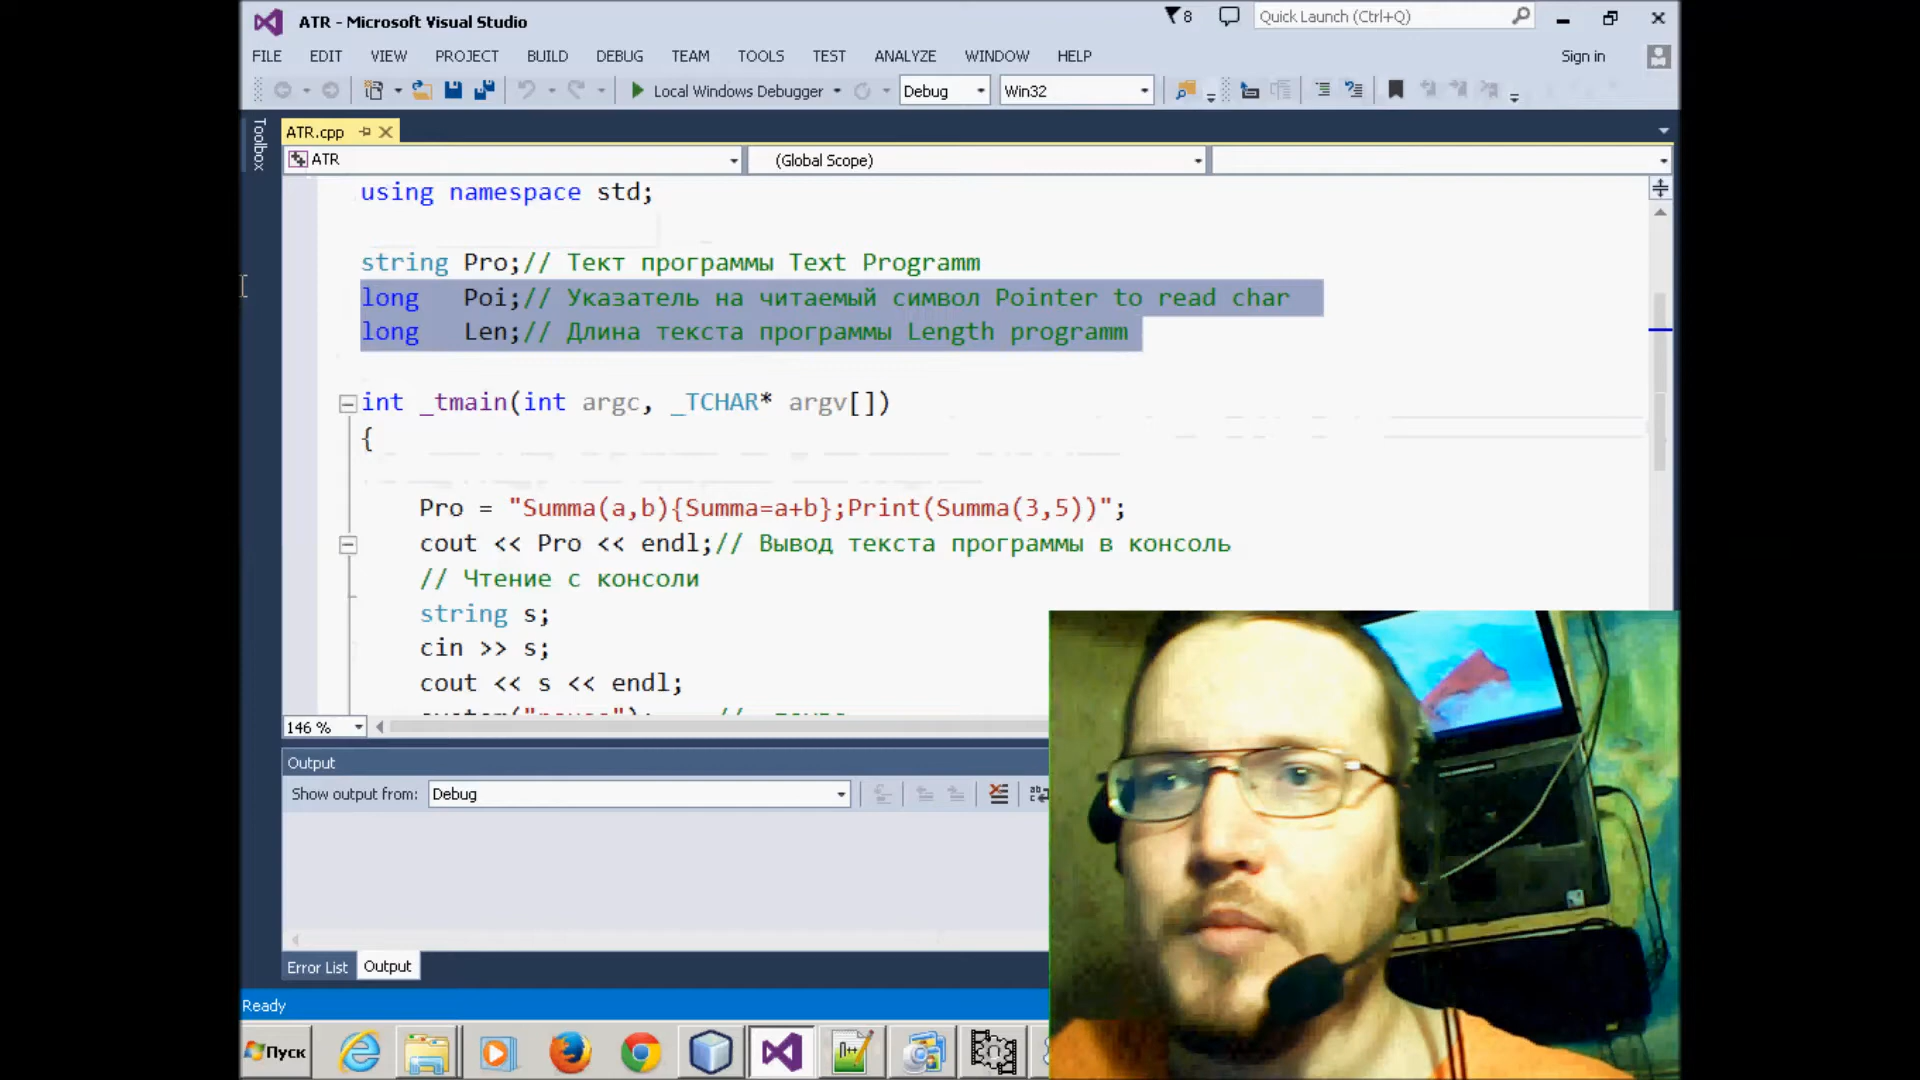 ATR - Microsoft Visual Studio
8
Quick Launch (Ctrl+Q)
FILE EDIT VIEW PROJECT BUILD DEBUG TEAM TOOLS TEST ANALYZE WINDOW HELP
Sign in
Local Windows Debugger
Debug
Win32
Toolbox
ATR.cpp
ATR
(Global Scope)
using namespace std;
string Pro;// Тект программы Text Programm
long Poi;// Указатель на читаемый символ Pointer to read char
long Len;// Длина текста программы Length programm
int _tmain(int argc, _TCHAR* argv[])
{
Pro = "Summa(a,b){Summa=a+b};Print(Summa(3,5))";
cout << Pro << endl;// Вывод текста программы в консоль
// Чтение с консоли
string s;
cin >> s;
cout << s << endl;
146 %
Output
Show output from: Debug
Error List Output
Ready
Пуск